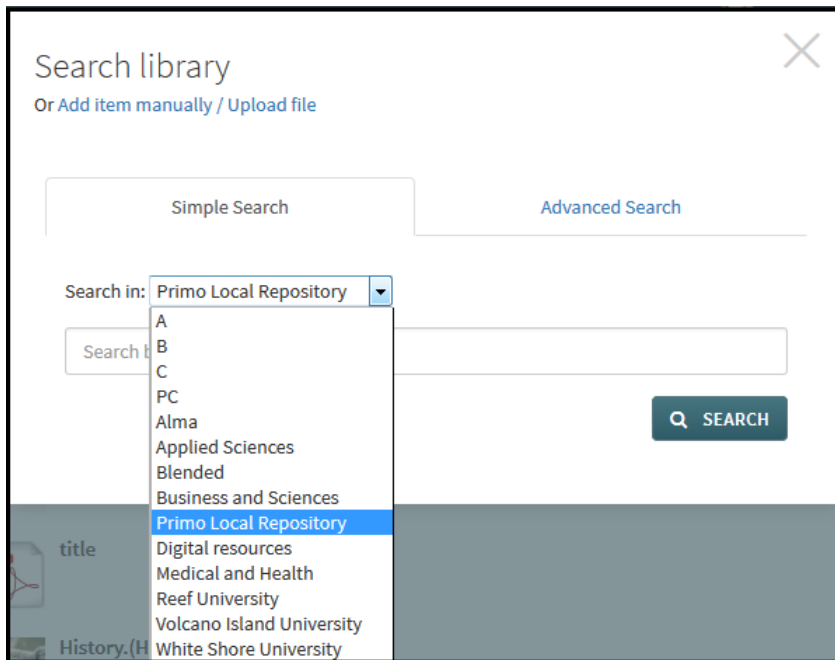 Search library
Or Add item manually / Upload file
Simple Search
Advanced Search
Search in: Primo Local Repository
Search
A
B
C
PC
Alma
Applied Sciences
Blended
Business and Sciences
Primo Local Repository
Digital resources
Medical and Health
Reef University
Volcano Island University
White Shore University
SEARCH
title
History.(H